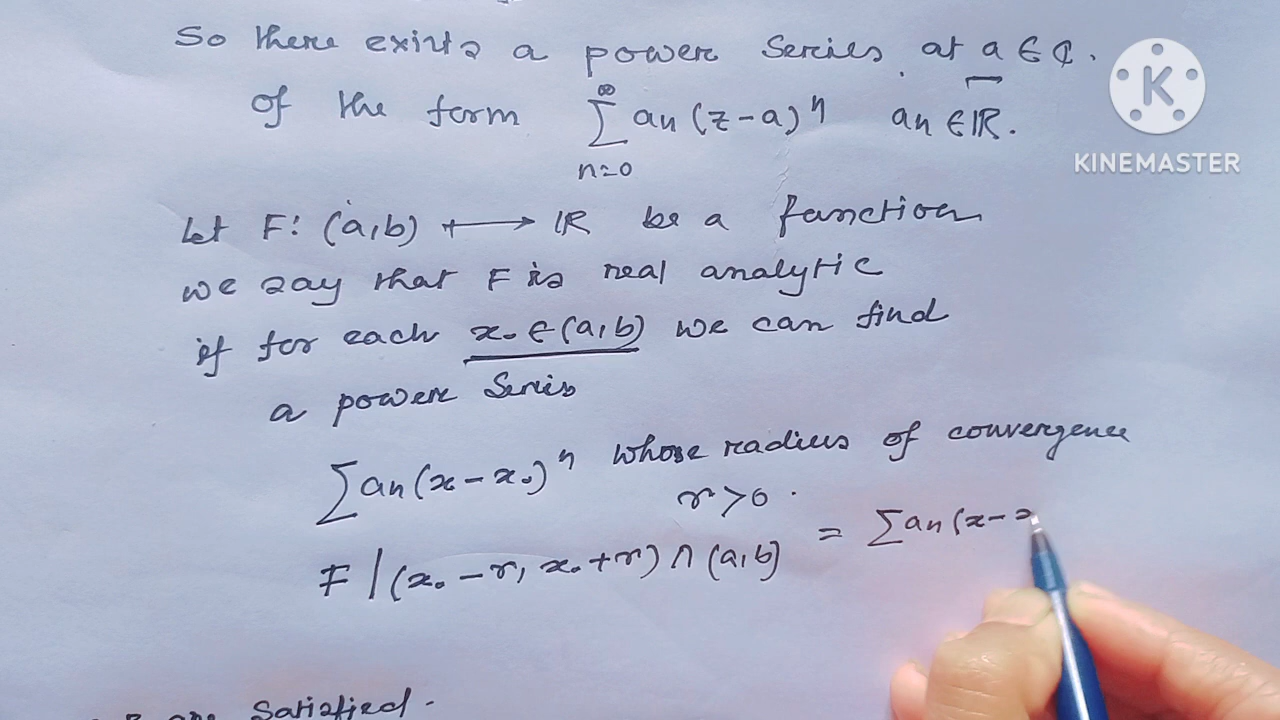 So there exists a power Series at a ∈ ₵.
of the form ∑ₙ₌₀^∞ an (z-a)ⁿ an ∈ ℝ.
KINEMASTER
Let F: (a,b) ⟼ ℝ be a function
we say that F is real analytic
if for each x₀ ∈ (a,b) we can find
a power Series
∑ an (x-x₀)ⁿ whose radius of convergence
r>0.
F|(x₀-r, x₀+r) ∩ (a,b) = ∑ an (x-
are Satisfied.